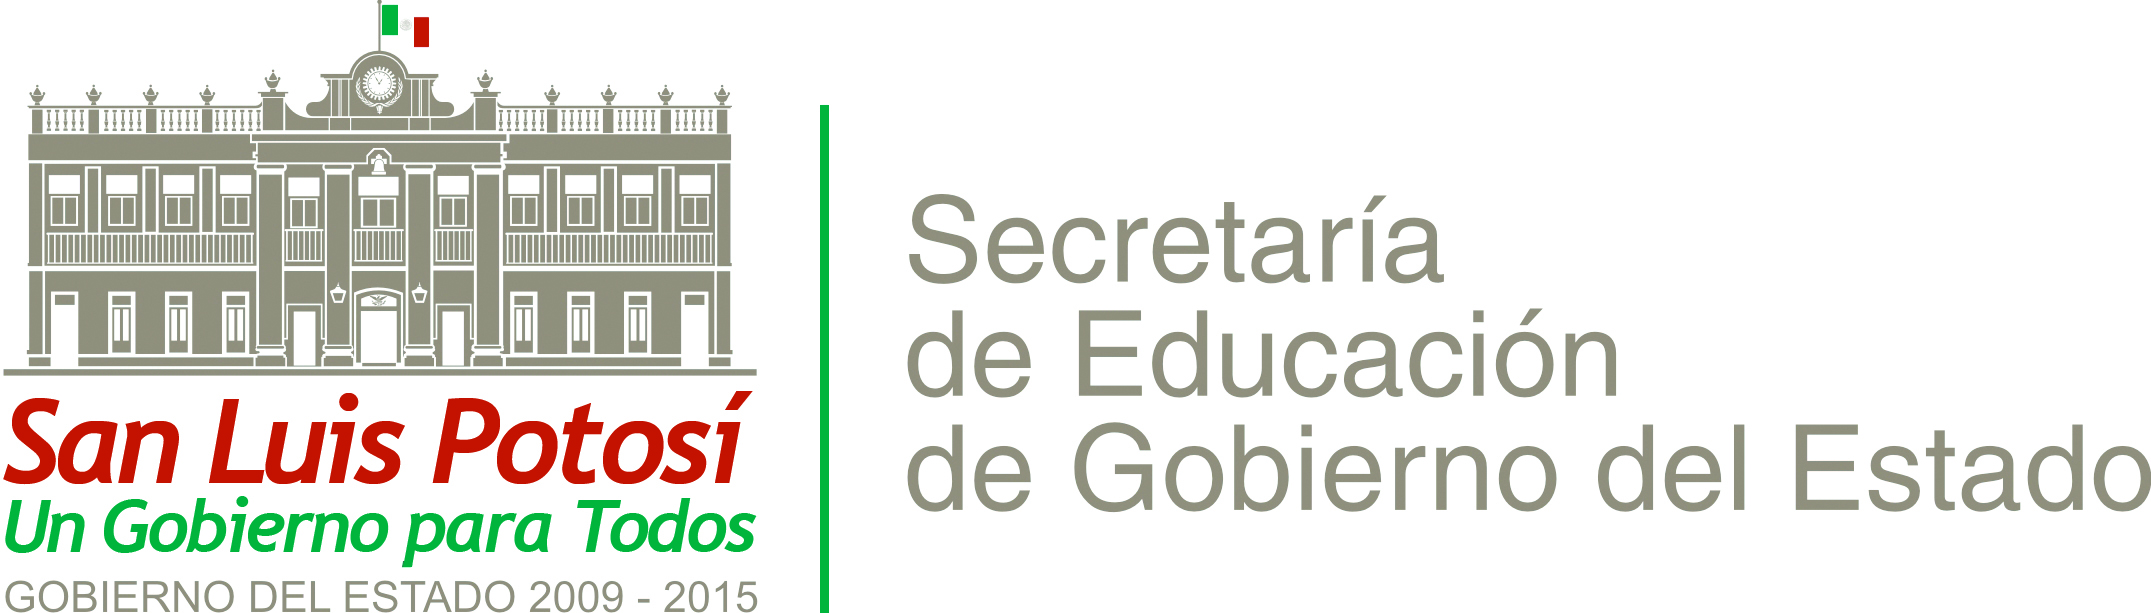 San Luis Potosí
Un Gobierno para Todos
GOBIERNO DEL ESTADO 2009 - 2015
Secretaría
de Educación
de Gobierno del Estado